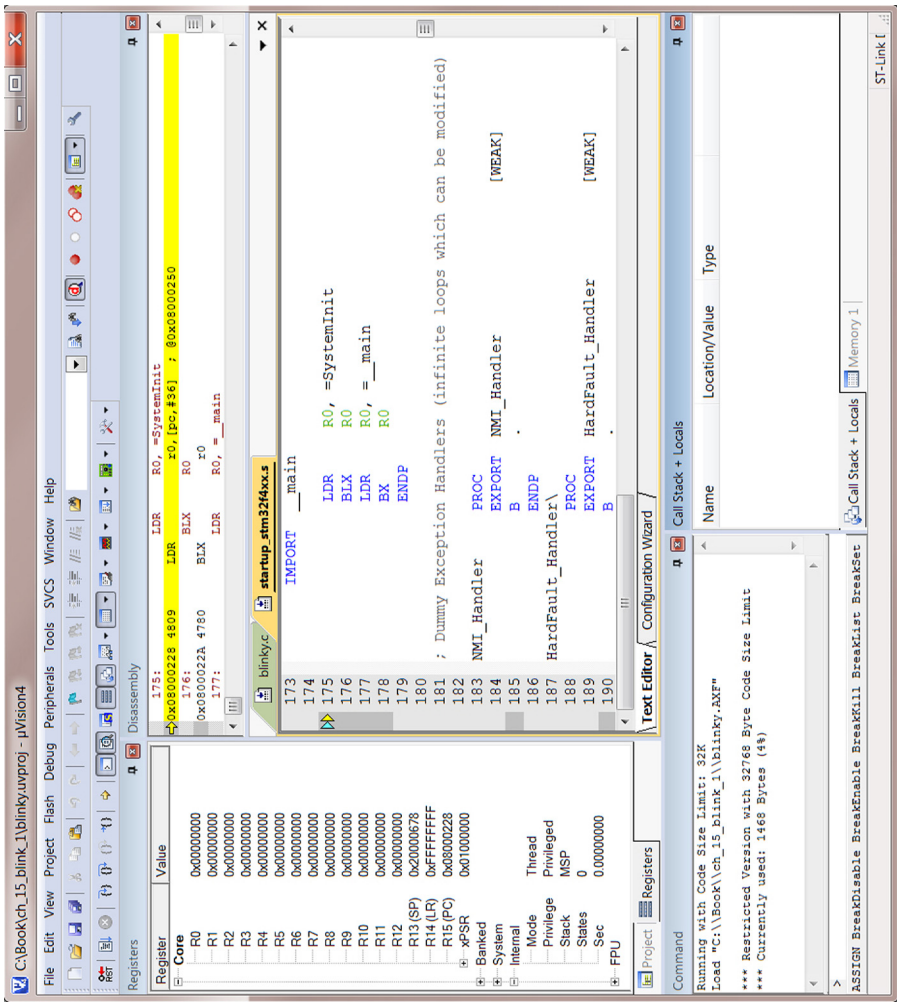 C:\Book\ch_15_blink_1\blinky.uvproj - µVision4
File Edit View Project Flash Debug Peripherals Tools SVCS Window Help
RST
Registers
Register Value
Core
R0 0x00000000
R1 0x00000000
R2 0x00000000
R3 0x00000000
R4 0x00000000
R5 0x00000000
R6 0x00000000
R7 0x00000000
R8 0x00000000
R9 0x00000000
R10 0x00000000
R11 0x00000000
R12 0x00000000
R13 (SP) 0x20000678
R14 (LR) 0xFFFFFFFF
R15 (PC) 0x08000228
xPSR 0x01000000
Banked
System
Internal
Mode Thread
Privilege Privileged
Stack MSP
States 0
Sec 0.00000000
FPU
Project Registers
Disassembly
175: LDR R0, =SystemInit
0x08000228 4809 LDR r0,[pc,#36] ; @0x08000250
176: BLX R0
0x0800022A 4780 BLX r0
177: LDR R0, =__main
blinky.c startup_stm32f4xx.s
173 IMPORT __main
174
175 LDR R0, =SystemInit
176 BLX R0
177 LDR R0, =__main
178 BX R0
179 ENDP
180
181 ; Dummy Exception Handlers (infinite loops which can be modified)
182
183 NMI_Handler PROC
184 EXPORT NMI_Handler [WEAK]
185 B .
186 ENDP
187 HardFault_Handler\
188 PROC
189 EXPORT HardFault_Handler [WEAK]
190 B .
Text Editor Configuration Wizard
Command
Running with Code Size Limit: 32K
Load "C:\\Book\\ch_15_blink_1\\blinky.AXF"
*** Restricted Version with 32768 Byte Code Size Limit
*** Currently used: 1468 Bytes (4%)
>
ASSIGN BreakDisable BreakEnable BreakKill BreakList BreakSet
Call Stack + Locals
Name Location/Value Type
Call Stack + Locals Memory 1
ST-Link [